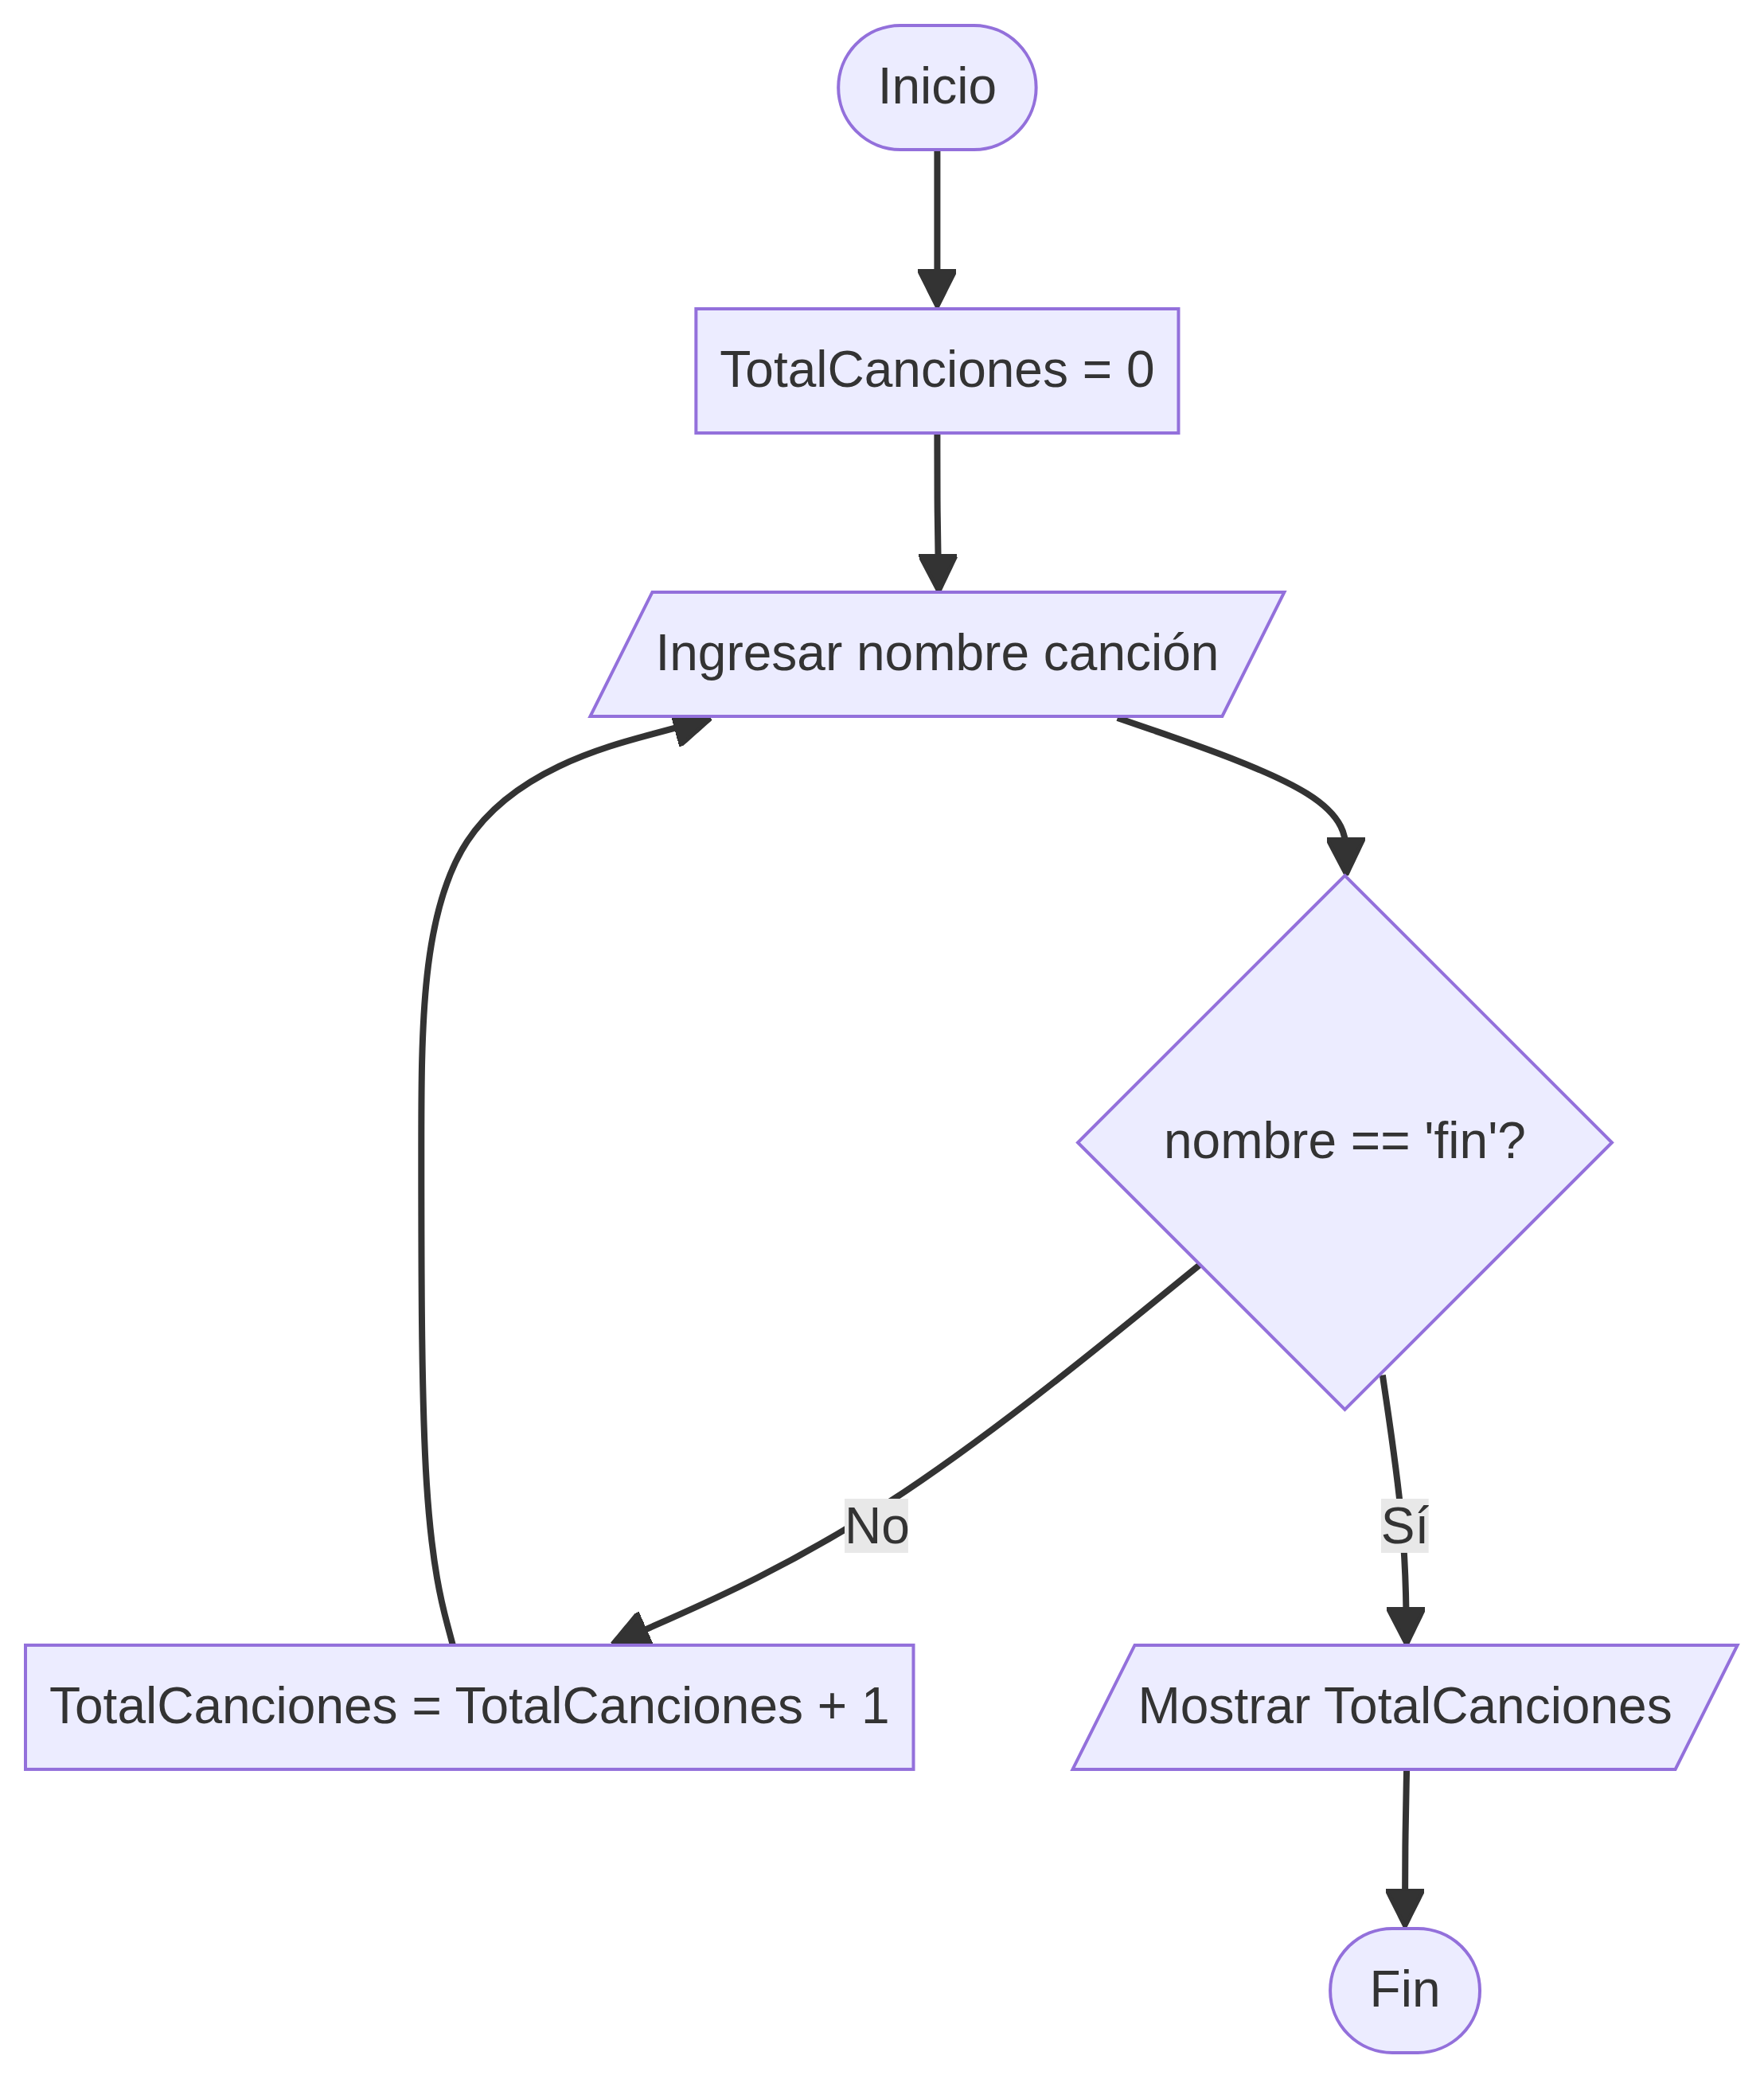 Inicio
TotalCanciones = 0
Ingresar nombre canción
nombre == 'fin'?
No
Sí
TotalCanciones = TotalCanciones + 1
Mostrar TotalCanciones
Fin